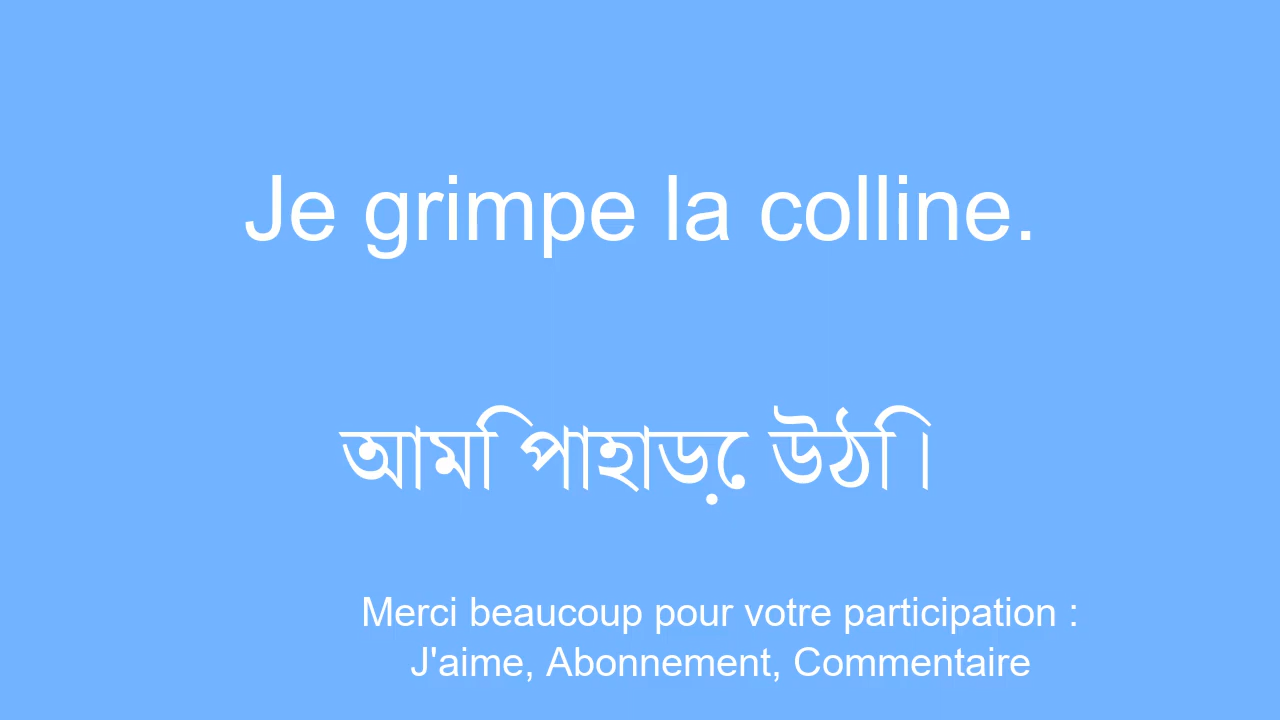 Je grimpe la colline.
আমি পাহাড়ে উঠি।
Merci beaucoup pour votre participation :
J'aime, Abonnement, Commentaire